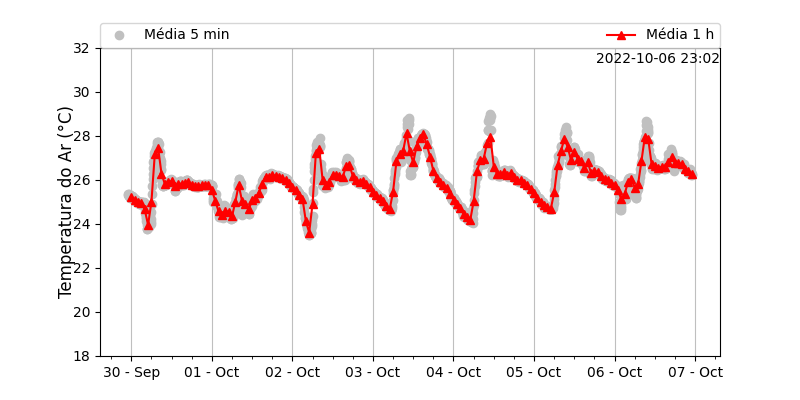 Média 5 min
Média 1 h
2022-10-06 23:02
Temperatura do Ar (°C)
32
30
28
26
24
22
20
18
30 - Sep
01 - Oct
02 - Oct
03 - Oct
04 - Oct
05 - Oct
06 - Oct
07 - Oct